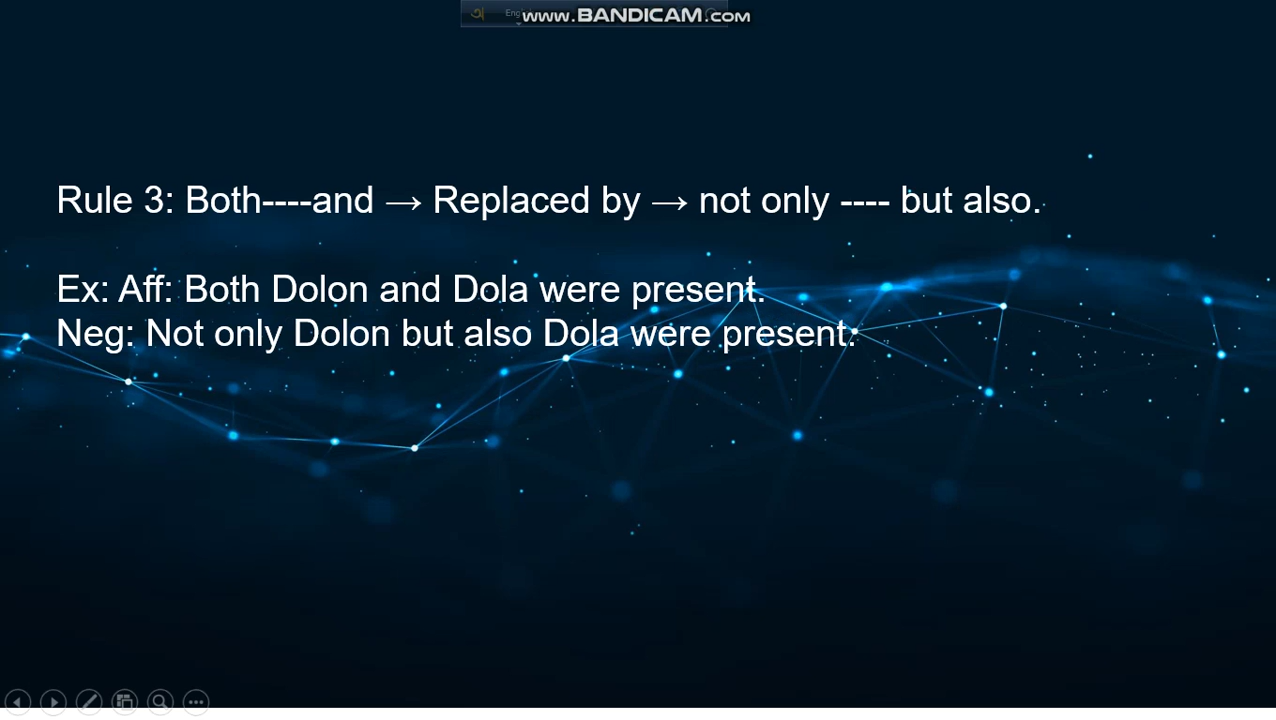 অ Eng
www.BANDICAM.com
Rule 3: Both----and → Replaced by → not only ---- but also.
Ex: Aff: Both Dolon and Dola were present.
Neg: Not only Dolon but also Dola were present.